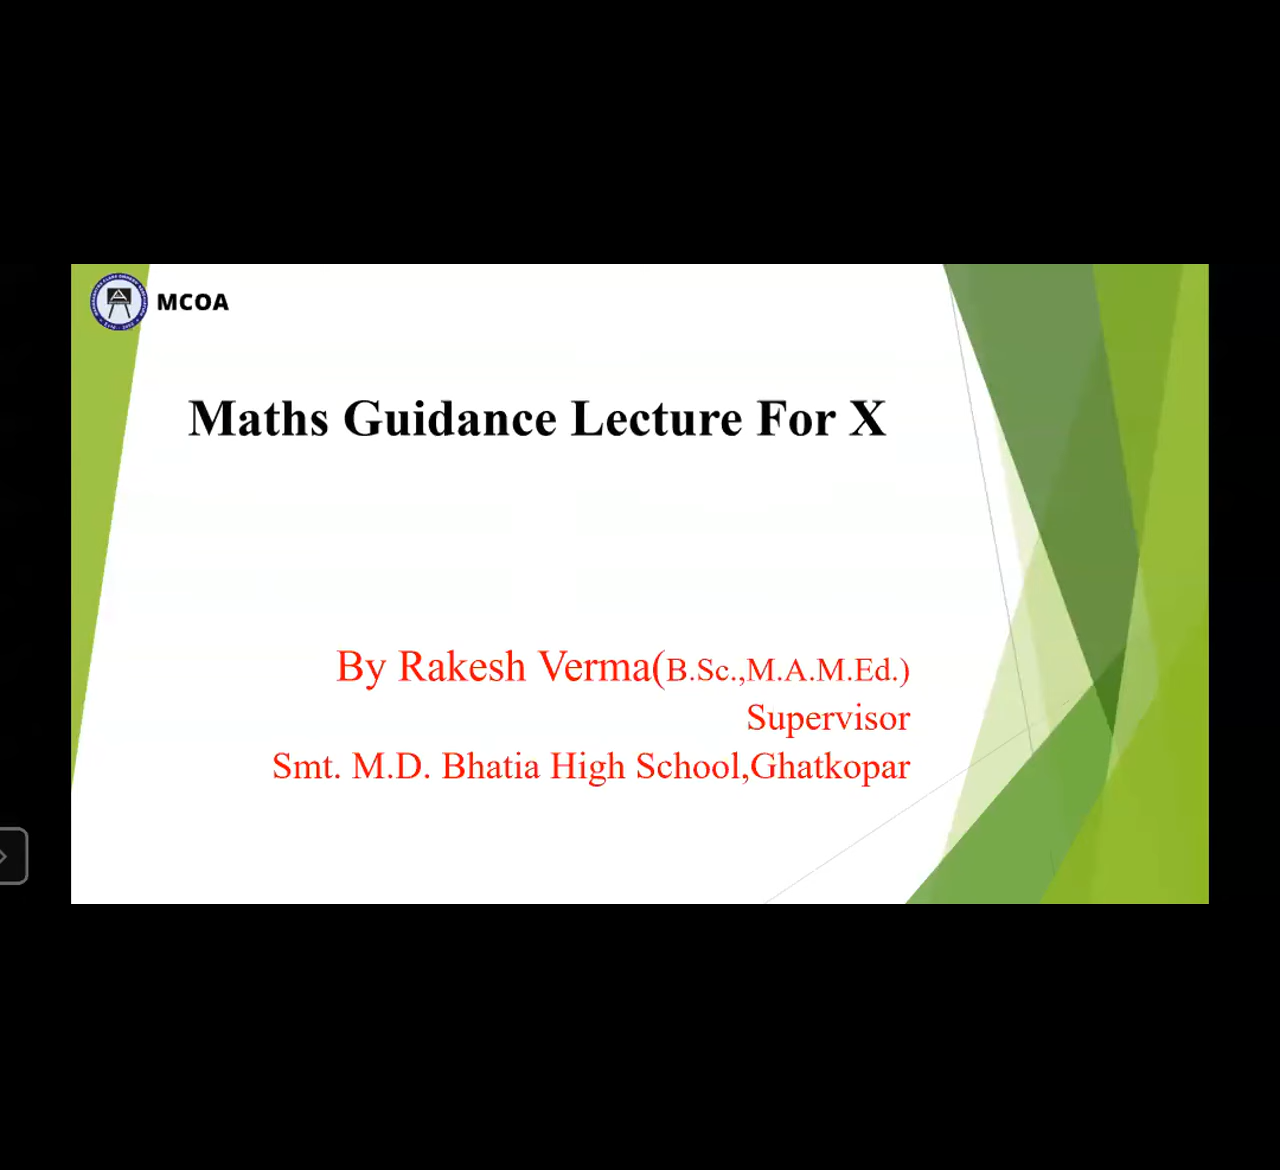 MCOA
Maths Guidance Lecture For X
By Rakesh Verma(B.Sc.,M.A.M.Ed.)
Supervisor
Smt. M.D. Bhatia High School,Ghatkopar